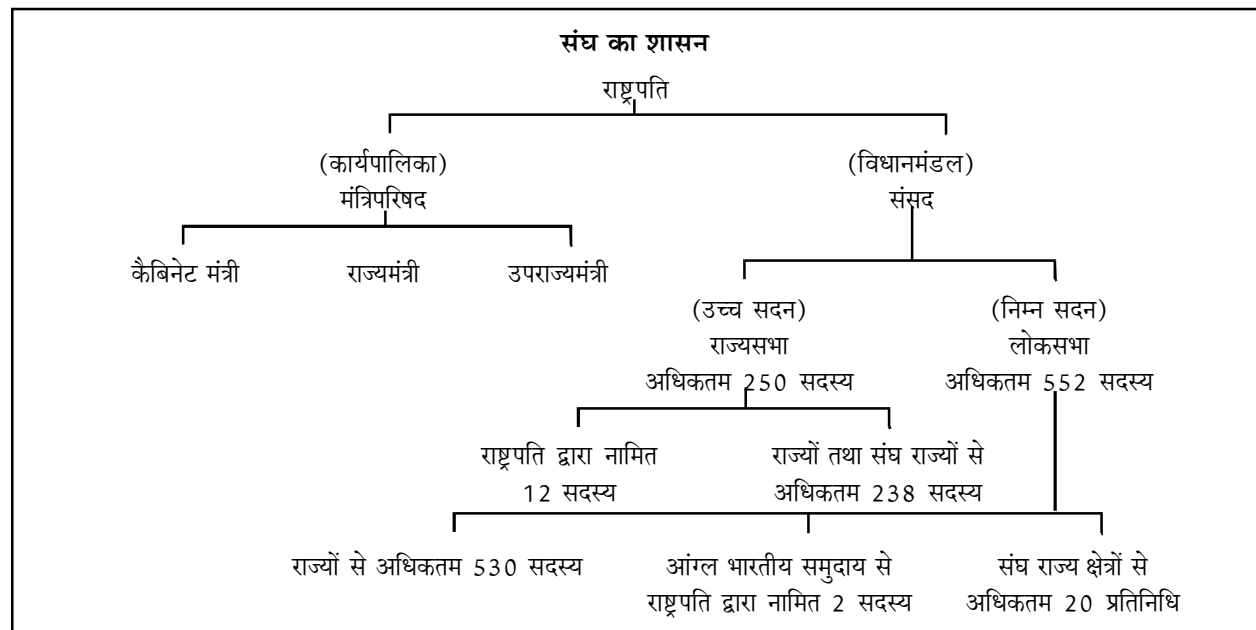 संघ का शासन
राष्ट्रपति
(कार्यपालिका)
मंत्रिपरिषद
(विधानमंडल)
संसद
कैबिनेट मंत्री
राज्यमंत्री
उपराज्यमंत्री
(उच्च सदन)
राज्यसभा
अधिकतम 250 सदस्य
(निम्न सदन)
लोकसभा
अधिकतम 552 सदस्य
राष्ट्रपति द्वारा नामित
12 सदस्य
राज्यों तथा संघ राज्यों से
अधिकतम 238 सदस्य
राज्यों से अधिकतम 530 सदस्य
आंग्ल भारतीय समुदाय से
राष्ट्रपति द्वारा नामित 2 सदस्य
संघ राज्य क्षेत्रों से
अधिकतम 20 प्रतिनिधि